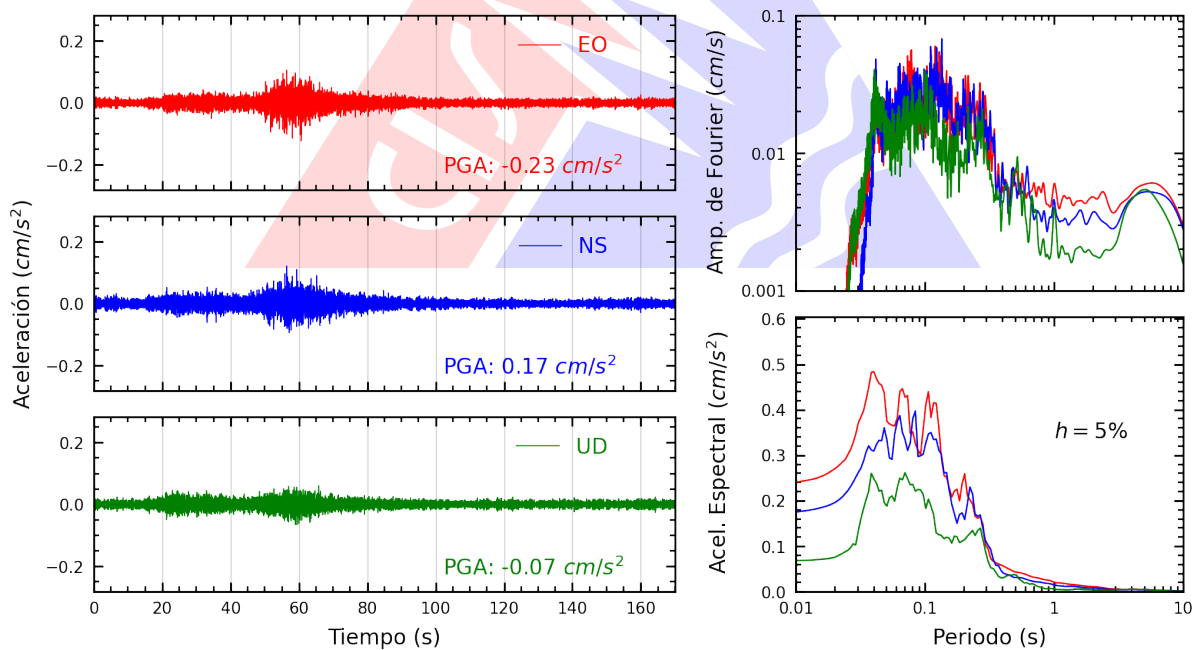 0.2
0.0
−0.2
EO
PGA: -0.23 cm/s²
0.2
0.0
−0.2
NS
PGA: 0.17 cm/s²
0.2
0.0
−0.2
UD
PGA: -0.07 cm/s²
0 20 40 60 80 100 120 140 160
Tiempo (s)
Aceleración (cm/s²)
0.1
0.01
0.001
Amp. de Fourier (cm/s)
0.6
0.5
0.4
0.3
0.2
0.1
0.0
Acel. Espectral (cm/s²)
h = 5%
0.01 0.1 1 10
Periodo (s)